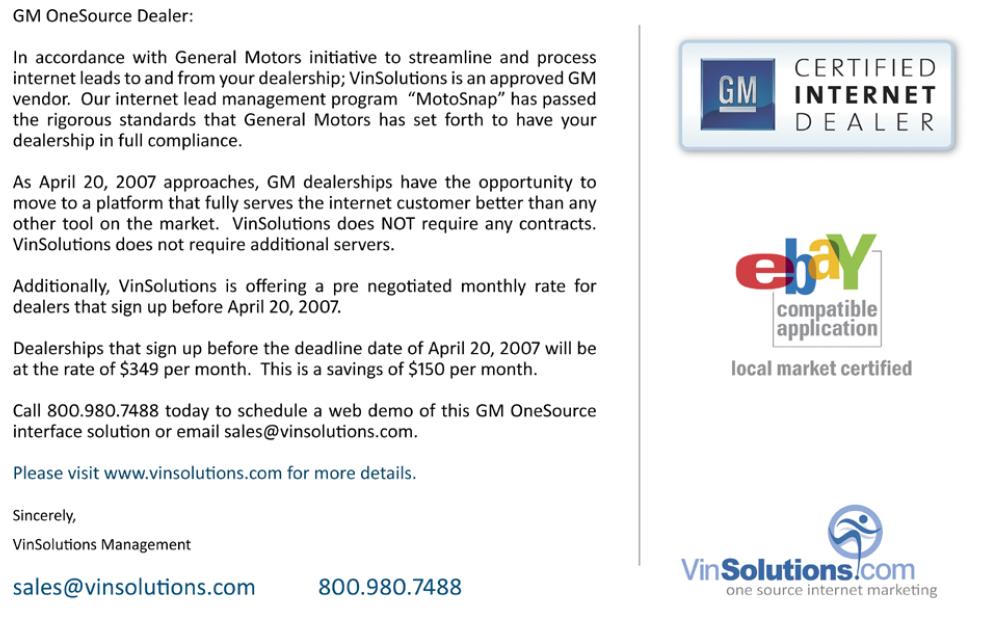 GM OneSource Dealer:
In accordance with General Motors initiative to streamline and process
internet leads to and from your dealership; VinSolutions is an approved GM
vendor.  Our internet lead management program  “MotoSnap” has passed
the rigorous standards that General Motors has set forth to have your
dealership in full compliance.
As April 20, 2007 approaches, GM dealerships have the opportunity to
move to a platform that fully serves the internet customer better than any
other tool on the market.  VinSolutions does NOT require any contracts.
VinSolutions does not require additional servers.
Additionally, VinSolutions is offering a pre negotiated monthly rate for
dealers that sign up before April 20, 2007.
Dealerships that sign up before the deadline date of April 20, 2007 will be
at the rate of $349 per month.  This is a savings of $150 per month.
Call 800.980.7488 today to schedule a web demo of this GM OneSource
interface solution or email sales@vinsolutions.com.
Please visit www.vinsolutions.com for more details.
Sincerely,
VinSolutions Management
sales@vinsolutions.com 800.980.7488
GM
CERTIFIED
INTERNET
DEALER
ebaY
compatible
application
local market certified
VinSolutions.com
one source internet marketing